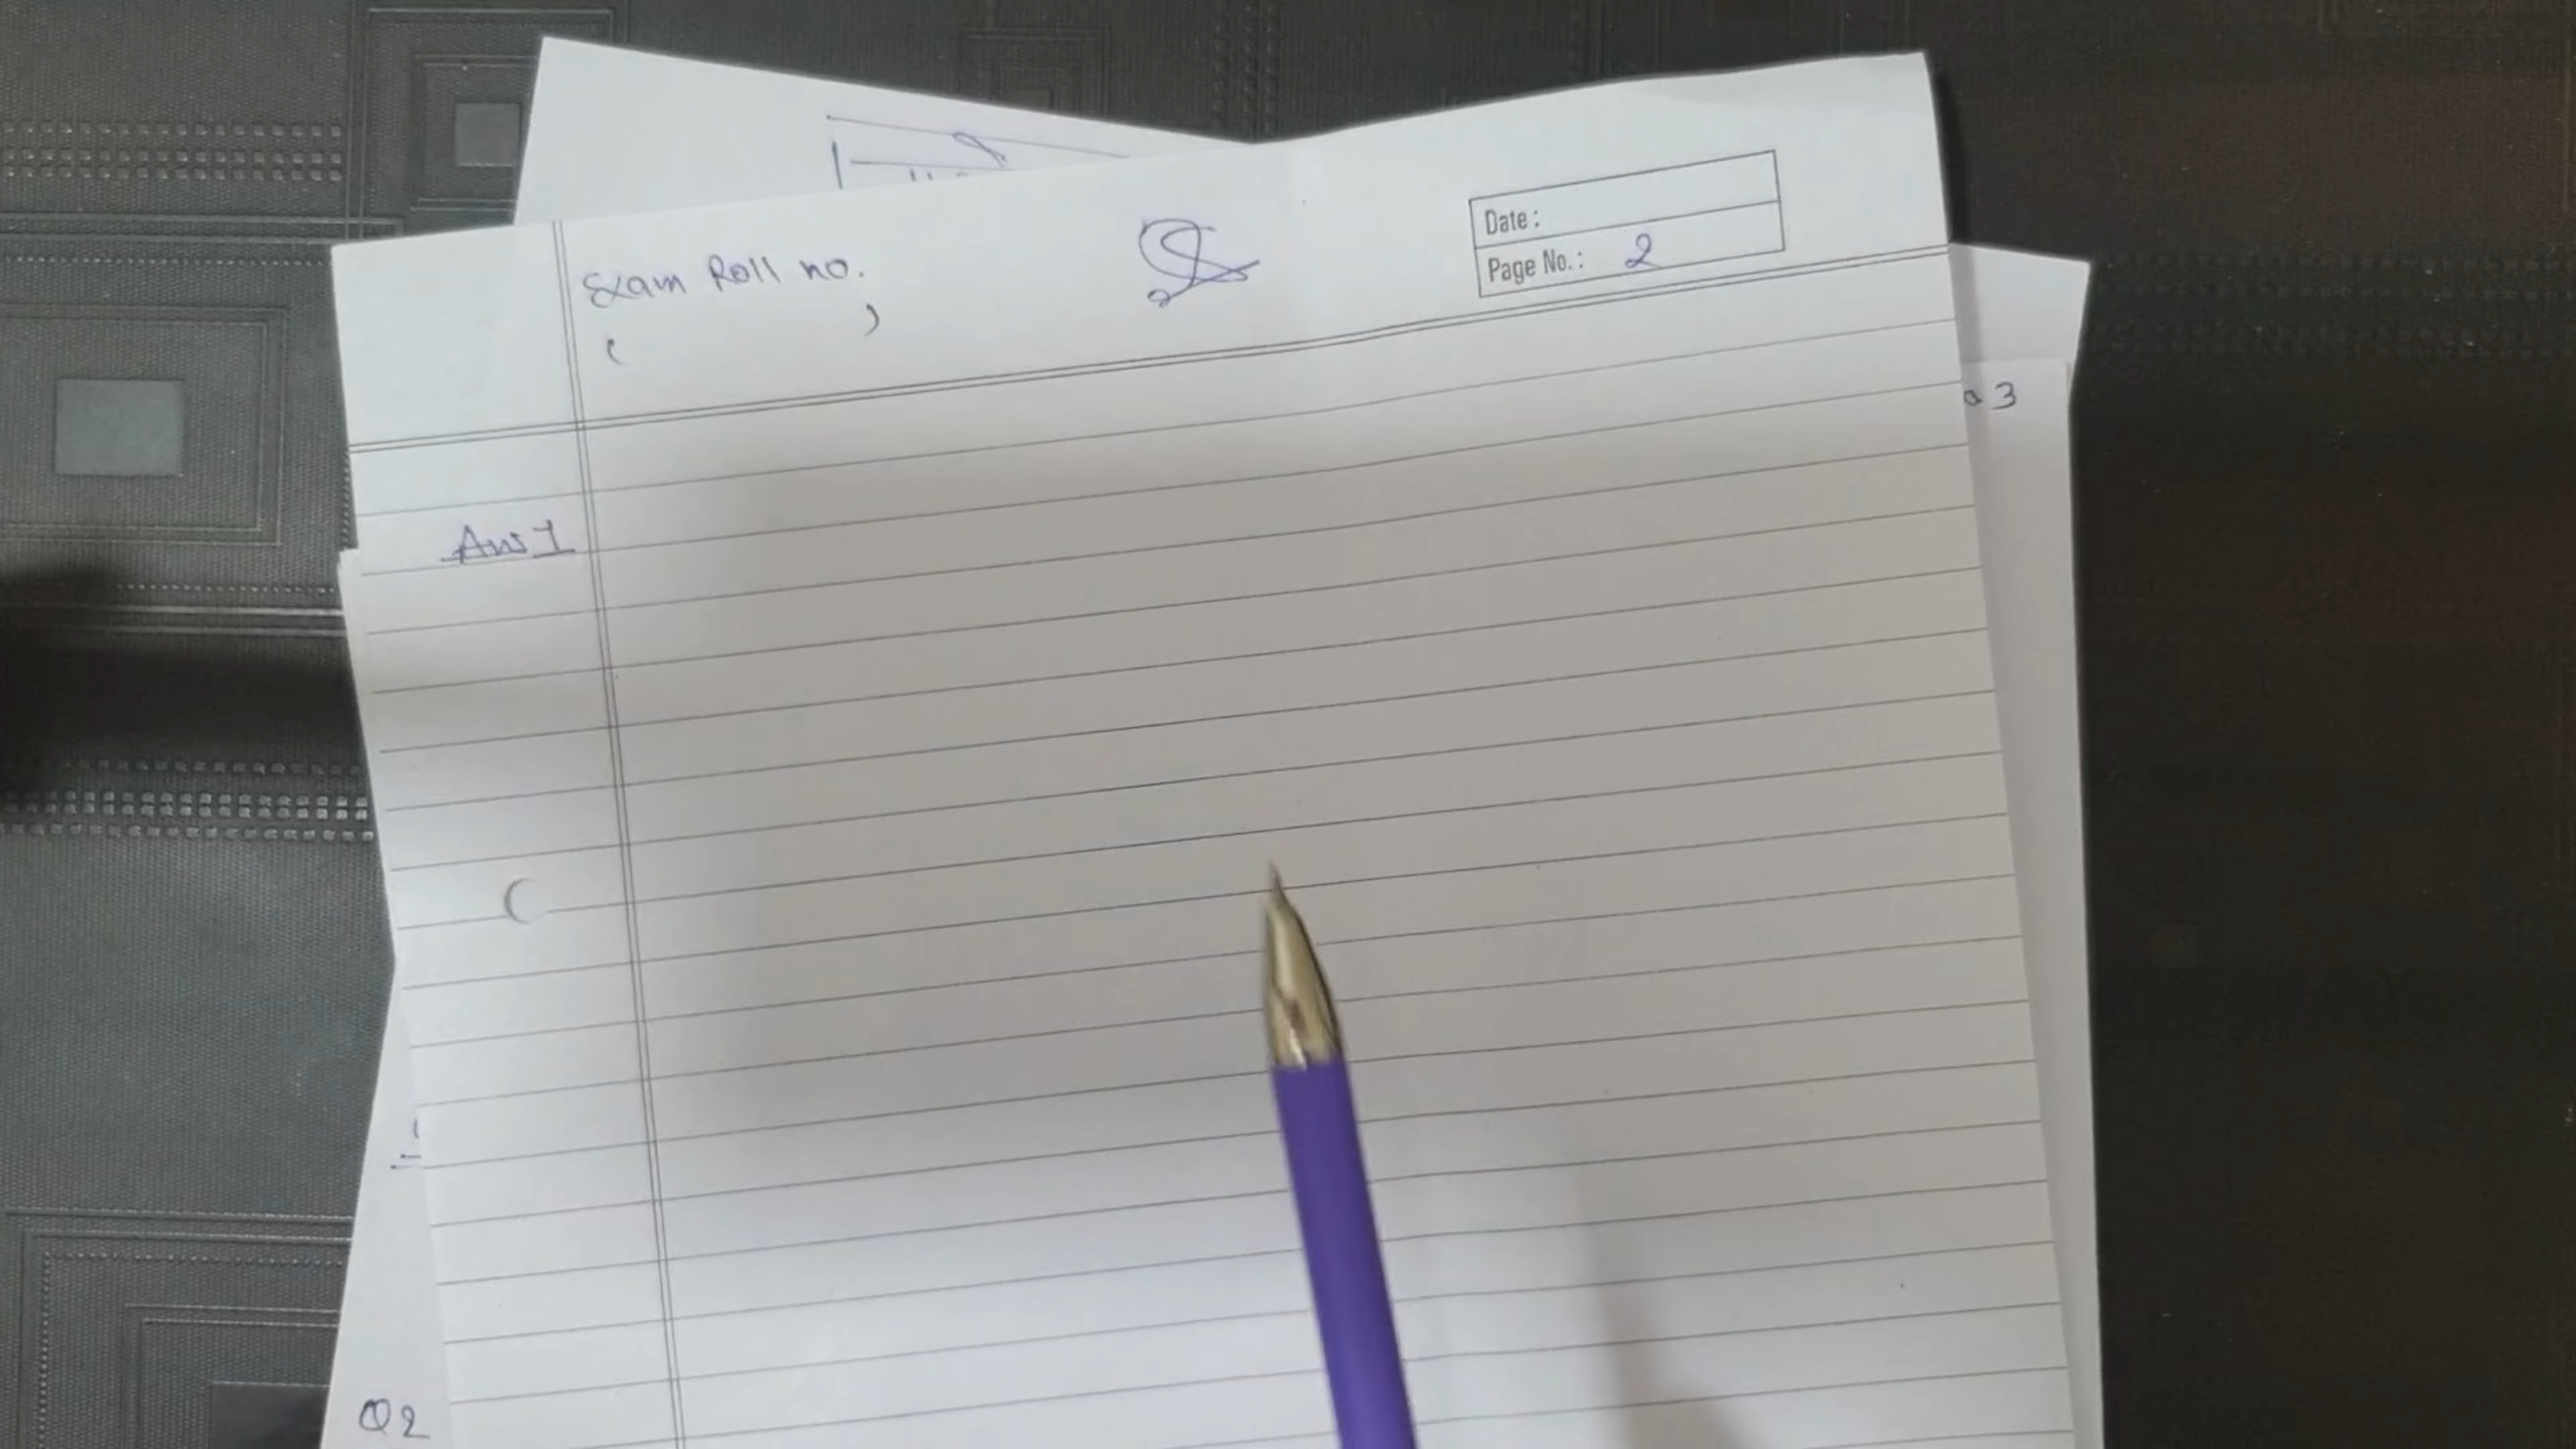 Exam Roll no.
( )
Date :
Page No. : 2
3
Ans 1
(
Q2